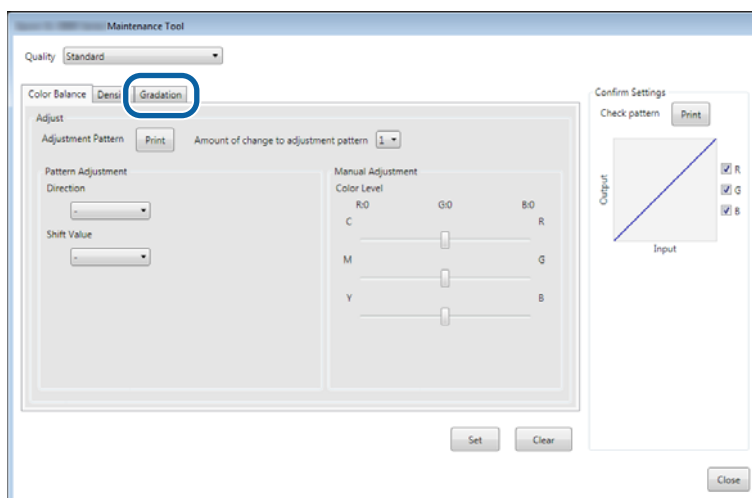 Maintenance Tool
Quality Standard
Color Balance Gradation
Adjust
Adjustment Pattern Print Amount of change to adjustment pattern 1
Pattern Adjustment
Direction
-
Shift Value
-
Manual Adjustment
Color Level
R:0 G:0 B:0
C R
M G
Y B
Set Clear
Confirm Settings
Check pattern Print
Output
Input
R
G
B
Close